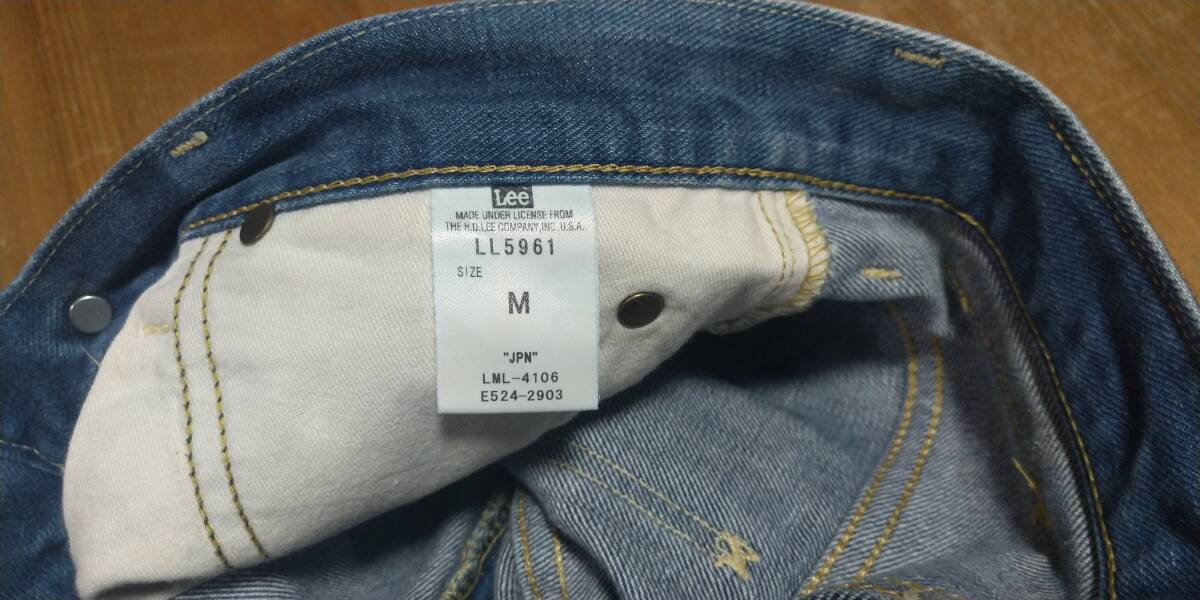 Lee
MADE UNDER LICENSE FROM
THE H.D.LEE COMPANY,INC. U.S.A.
LL5961
SIZE
M
"JPN"
LML-4106
E524-2903